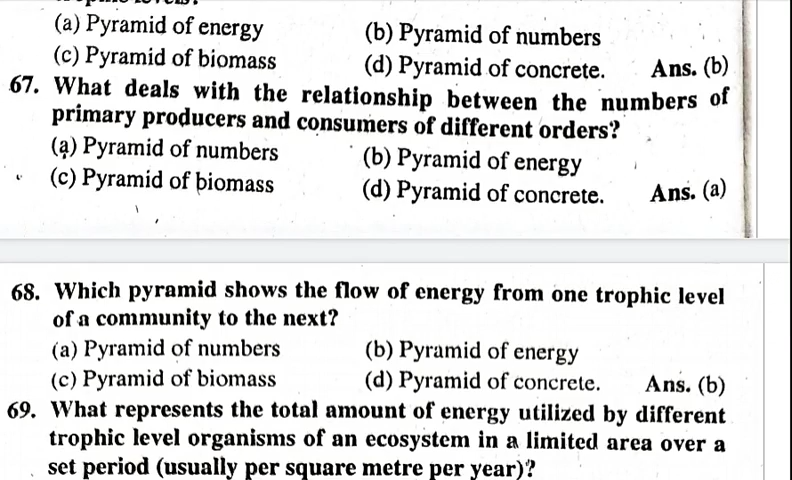 (a) Pyramid of energy (b) Pyramid of numbers
(c) Pyramid of biomass (d) Pyramid of concrete. Ans. (b)
67. What deals with the relationship between the numbers of
primary producers and consumers of different orders?
(a) Pyramid of numbers (b) Pyramid of energy
(c) Pyramid of biomass (d) Pyramid of concrete. Ans. (a)
68. Which pyramid shows the flow of energy from one trophic level
of a community to the next?
(a) Pyramid of numbers (b) Pyramid of energy
(c) Pyramid of biomass (d) Pyramid of concrete. Ans. (b)
69. What represents the total amount of energy utilized by different
trophic level organisms of an ecosystem in a limited area over a
set period (usually per square metre per year)?